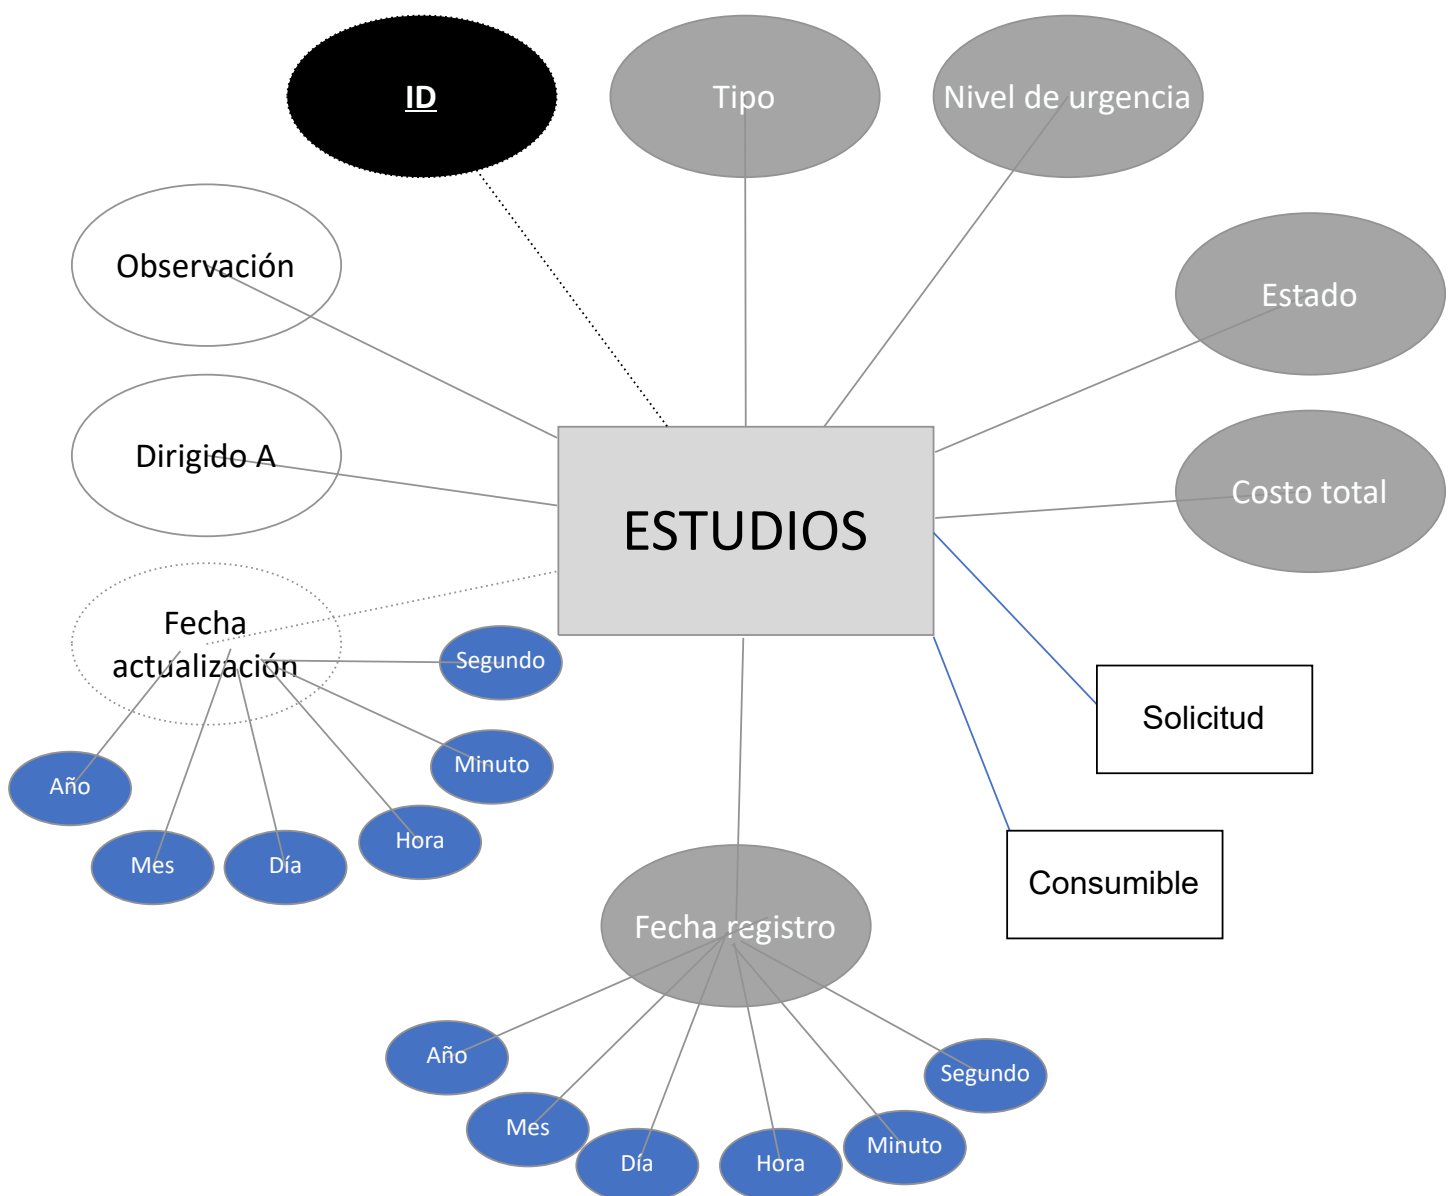 ID
Tipo
Nivel de urgencia
Observación
Estado
Dirigido A
Costo total
ESTUDIOS
Fecha
actualización
Segundo
Minuto
Año
Hora
Mes
Día
Solicitud
Consumible
Fecha registro
Año
Segundo
Mes
Minuto
Día
Hora